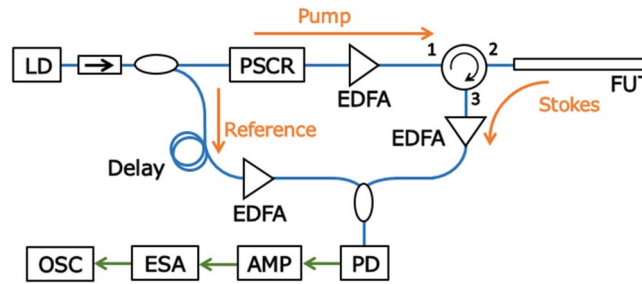 Pump
LD
PSCR
1
2
EDFA
3
FUT
Stokes
Reference
EDFA
Delay
EDFA
OSC
ESA
AMP
PD